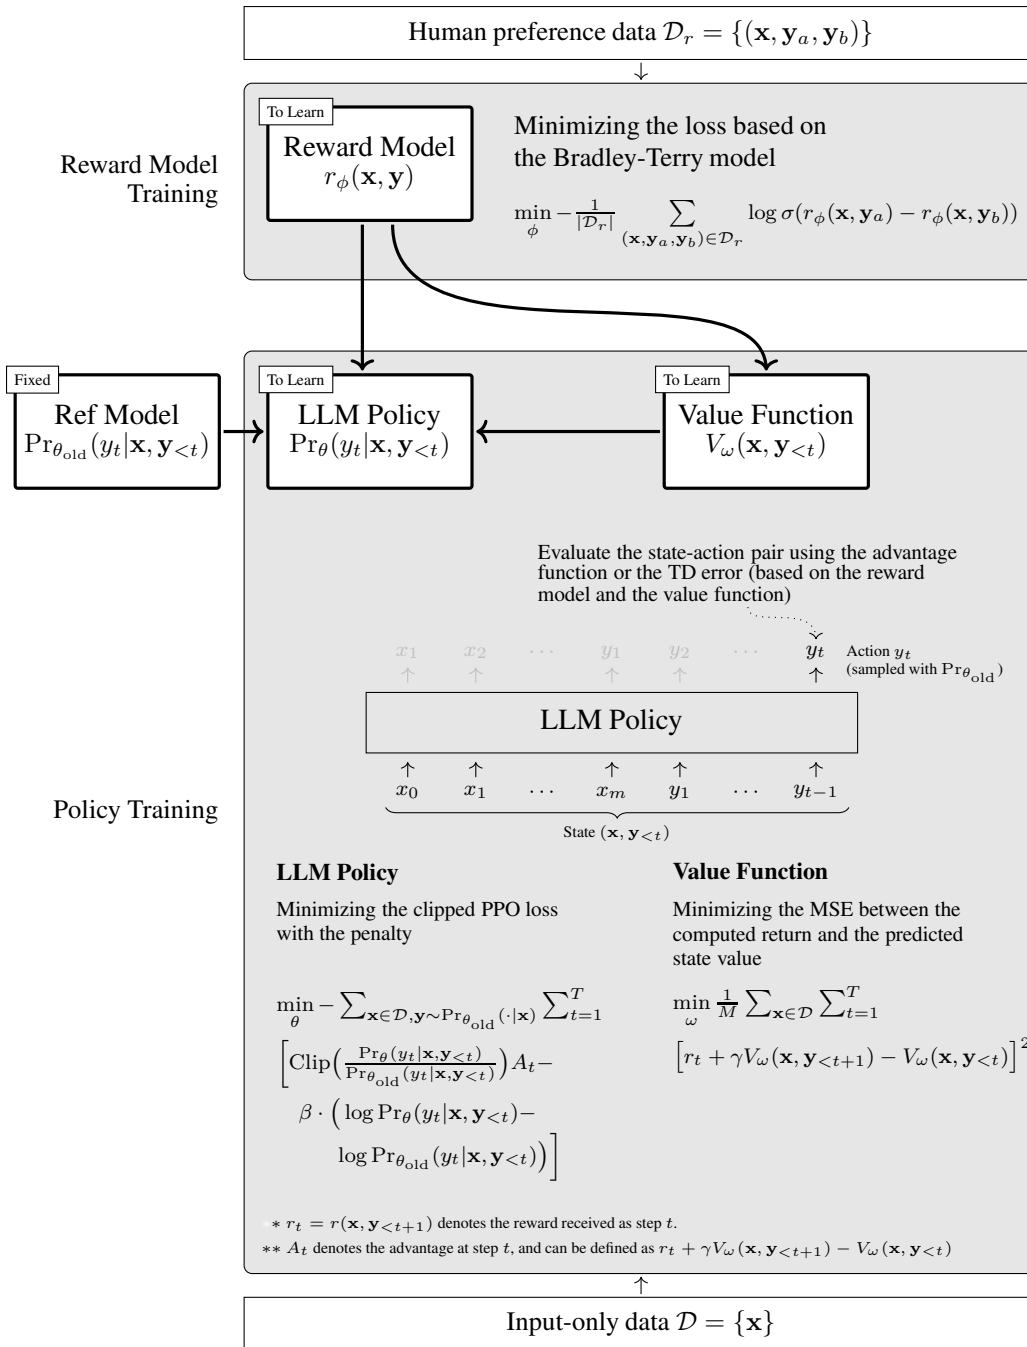 Human preference data 𝒟_r = {(𝐱, 𝐲_a, 𝐲_b)}
↓
Reward Model
Training
To Learn
Reward Model
r_ϕ(𝐱, 𝐲)
Minimizing the loss based on
the Bradley-Terry model
min_ϕ − 1/|𝒟_r| ∑_{(𝐱,𝐲_a,𝐲_b)∈𝒟_r} log σ(r_ϕ(𝐱, 𝐲_a) − r_ϕ(𝐱, 𝐲_b))
Fixed
Ref Model
Pr_{θ_old}(y_t|𝐱, 𝐲_{<t})
To Learn
LLM Policy
Pr_θ(y_t|𝐱, 𝐲_{<t})
To Learn
Value Function
V_ω(𝐱, 𝐲_{<t})
Policy Training
Evaluate the state-action pair using the advantage
function or the TD error (based on the reward
model and the value function)
x_1 x_2 ⋯ y_1 y_2 ⋯ y_t
Action y_t
(sampled with Pr_{θ_old})
↑ ↑ ↑ ↑ ↑
LLM Policy
↑ ↑ ↑ ↑ ↑
x_0 x_1 ⋯ x_m y_1 ⋯ y_{t−1}
State (𝐱, 𝐲_{<t})
LLM Policy
Minimizing the clipped PPO loss
with the penalty
min_θ − ∑_{𝐱∈𝒟,𝐲∼Pr_{θ_old}(·|𝐱)} ∑_{t=1}^T
[Clip(Pr_θ(y_t|𝐱,𝐲_{<t})/Pr_{θ_old}(y_t|𝐱,𝐲_{<t}))A_t−
β · (log Pr_θ(y_t|𝐱, 𝐲_{<t})−
log Pr_{θ_old}(y_t|𝐱, 𝐲_{<t}))]
Value Function
Minimizing the MSE between the
computed return and the predicted
state value
min_ω 1/M ∑_{𝐱∈𝒟} ∑_{t=1}^T
[r_t + γV_ω(𝐱, 𝐲_{<t+1}) − V_ω(𝐱, 𝐲_{<t})]^2
∗ r_t = r(𝐱, 𝐲_{<t+1}) denotes the reward received as step t.
∗∗ A_t denotes the advantage at step t, and can be defined as r_t + γV_ω(𝐱, 𝐲_{<t+1}) − V_ω(𝐱, 𝐲_{<t})
↑
Input-only data 𝒟 = {𝐱}